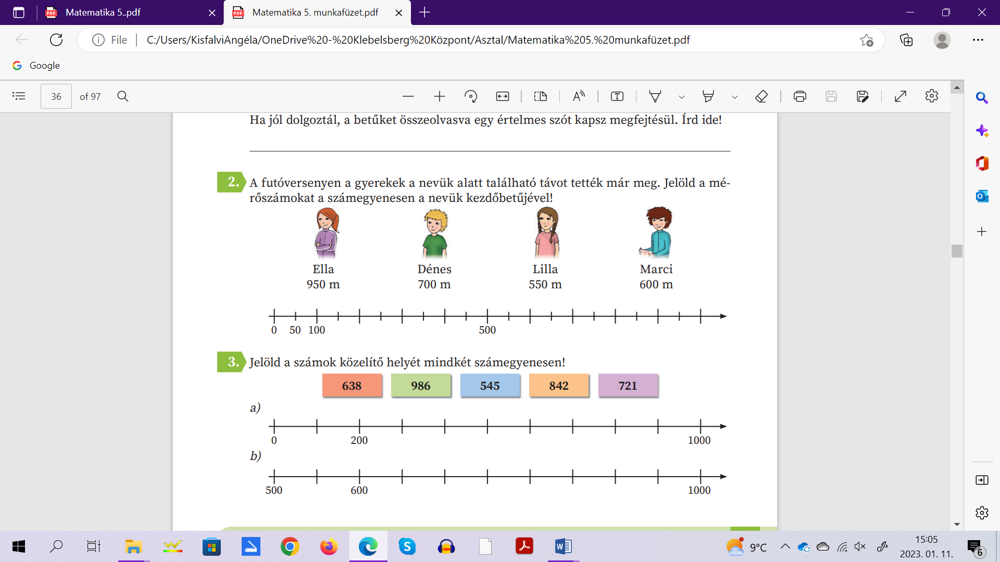 Matematika 5..pdf
Matematika 5. munkafüzet.pdf
File
C:/Users/KisfalviAngéla/OneDrive%20-%20Klebelsberg%20Központ/Asztal/Matematika%205.%20munkafüzet.pdf
Google
36 of 97
Ha jól dolgoztál, a betűket összeolvasva egy értelmes szót kapsz megfejtésül. Írd ide!
2. A futóversenyen a gyerekek a nevük alatt található távot tették már meg. Jelöld a mé-
rőszámokat a számegyenesen a nevük kezdőbetűjével!
Ella Dénes Lilla Marci
950 m 700 m 550 m 600 m
0 50 100 500
3. Jelöld a számok közelítő helyét mindkét számegyenesen!
638 986 545 842 721
a)
0 200 1000
b)
500 600 1000
9°C
15:05
2023. 01. 11.
6